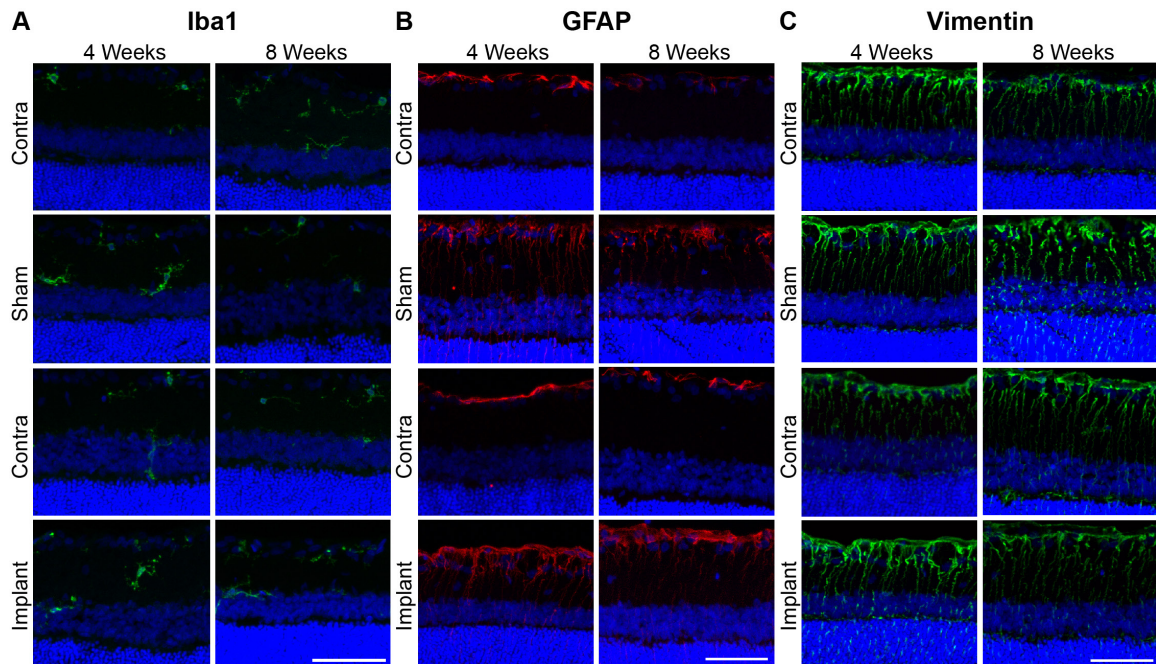 A Iba1 B GFAP C Vimentin
4 Weeks 8 Weeks 4 Weeks 8 Weeks 4 Weeks 8 Weeks
Contra Contra Contra
Sham Sham Sham
Contra Contra Contra
Implant Implant Implant